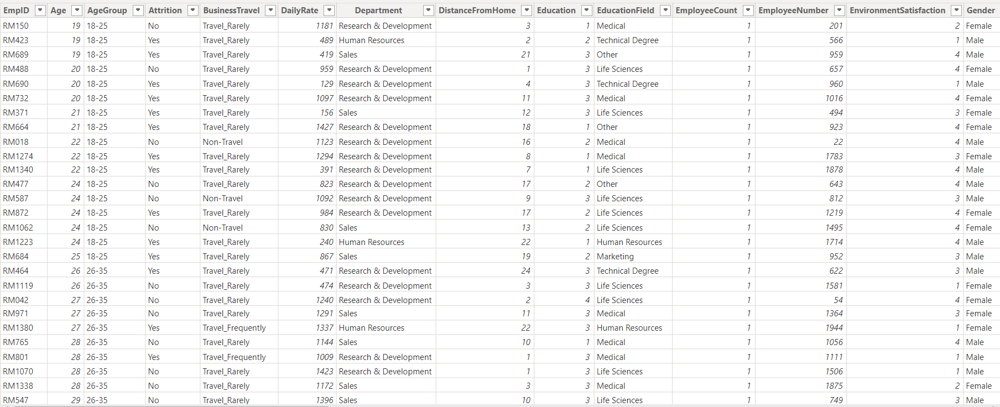 EmpID Age AgeGroup Attrition BusinessTravel DailyRate Department DistanceFromHome Education EducationField EmployeeCount EmployeeNumber EnvironmentSatisfaction Gender
RM150 19 18-25 No Travel_Rarely 1181 Research & Development 3 1 Medical 1 201 2 Female
RM423 19 18-25 Yes Travel_Rarely 489 Human Resources 2 2 Technical Degree 1 566 1 Male
RM689 19 18-25 Yes Travel_Rarely 419 Sales 21 3 Other 1 959 4 Male
RM488 20 18-25 No Travel_Rarely 959 Research & Development 1 3 Life Sciences 1 657 4 Female
RM690 20 18-25 Yes Travel_Rarely 129 Research & Development 4 3 Technical Degree 1 960 1 Male
RM732 20 18-25 Yes Travel_Rarely 1097 Research & Development 11 3 Medical 1 1016 4 Female
RM371 21 18-25 Yes Travel_Rarely 156 Sales 12 3 Life Sciences 1 494 3 Female
RM664 21 18-25 Yes Travel_Rarely 1427 Research & Development 18 1 Other 1 923 4 Female
RM018 22 18-25 No Non-Travel 1123 Research & Development 16 2 Medical 1 22 4 Male
RM1274 22 18-25 Yes Travel_Rarely 1294 Research & Development 8 1 Medical 1 1783 3 Female
RM1340 22 18-25 Yes Travel_Rarely 391 Research & Development 7 1 Life Sciences 1 1878 4 Male
RM477 24 18-25 No Travel_Rarely 823 Research & Development 17 2 Other 1 643 4 Male
RM587 24 18-25 No Non-Travel 1092 Research & Development 9 3 Life Sciences 1 812 3 Male
RM872 24 18-25 Yes Travel_Rarely 984 Research & Development 17 2 Life Sciences 1 1219 4 Female
RM1062 24 18-25 No Non-Travel 830 Sales 13 2 Life Sciences 1 1495 4 Female
RM1223 24 18-25 Yes Travel_Rarely 240 Human Resources 22 1 Human Resources 1 1714 4 Male
RM684 25 18-25 Yes Travel_Rarely 867 Sales 19 2 Marketing 1 952 3 Male
RM464 26 26-35 Yes Travel_Rarely 471 Research & Development 24 3 Technical Degree 1 622 3 Male
RM1119 26 26-35 No Travel_Rarely 474 Research & Development 3 3 Life Sciences 1 1581 1 Female
RM042 27 26-35 No Travel_Rarely 1240 Research & Development 2 4 Life Sciences 1 54 4 Female
RM971 27 26-35 No Travel_Rarely 1291 Sales 11 3 Medical 1 1364 3 Female
RM1380 27 26-35 Yes Travel_Frequently 1337 Human Resources 22 3 Human Resources 1 1944 1 Female
RM765 28 26-35 No Travel_Rarely 1144 Sales 10 1 Medical 1 1056 4 Male
RM801 28 26-35 Yes Travel_Frequently 1009 Research & Development 1 3 Medical 1 1111 1 Male
RM1070 28 26-35 No Travel_Rarely 1423 Research & Development 1 3 Life Sciences 1 1506 1 Male
RM1338 28 26-35 No Travel_Rarely 1172 Sales 3 3 Medical 1 1875 2 Female
RM547 29 26-35 No Travel_Rarely 1396 Sales 10 3 Life Sciences 1 749 3 Male